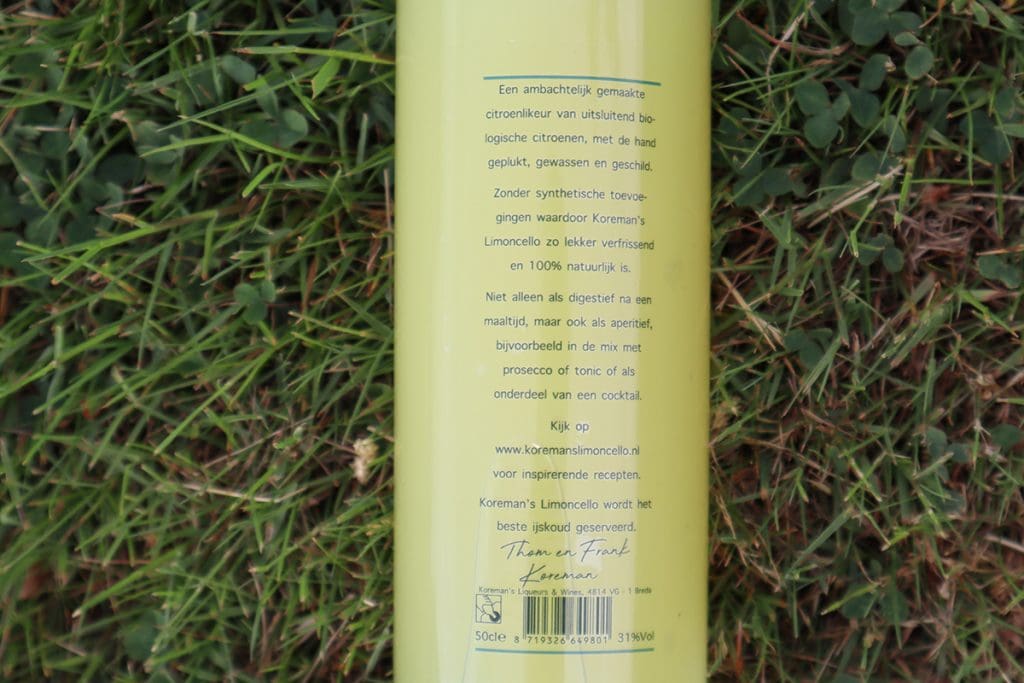 Een ambachtelijk gemaakte
citroenlikeur van uitsluitend bio-
logische citroenen, met de hand
geplukt, gewassen en geschild.
Zonder synthetische toevoe-
gingen waardoor Koreman's
Limoncello zo lekker verfrissend
en 100% natuurlijk is.
Niet alleen als digestief na een
maaltijd, maar ook als aperitief,
bijvoorbeeld in de mix met
prosecco of tonic of als
onderdeel van een cocktail.
Kijk op
www.koremanslimoncello.nl
voor inspirerende recepten.
Koreman's Limoncello wordt het
beste ijskoud geserveerd.
Thom en Frank
Koreman
Koreman's Liqueurs & Wines, 4814 VG - 1 Breda
50cl℮ 8 719326 649801 31%Vol